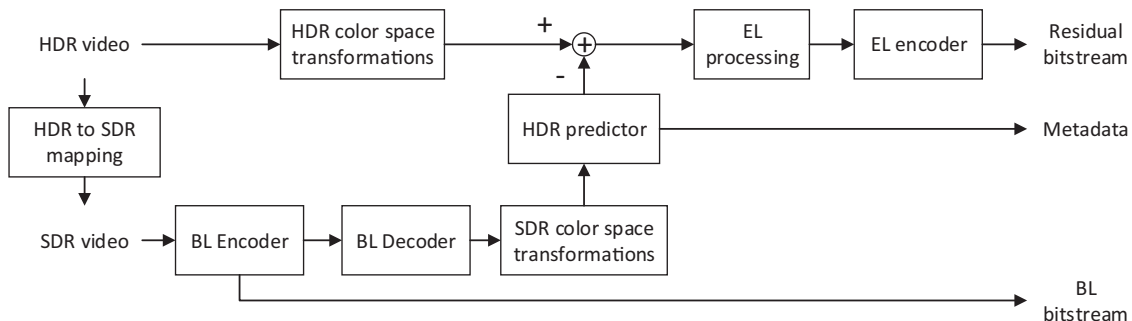 HDR video
HDR color space
transformations
+
-
EL
processing
EL encoder
Residual
bitstream
HDR to SDR
mapping
HDR predictor
Metadata
SDR video
BL Encoder
BL Decoder
SDR color space
transformations
BL
bitstream